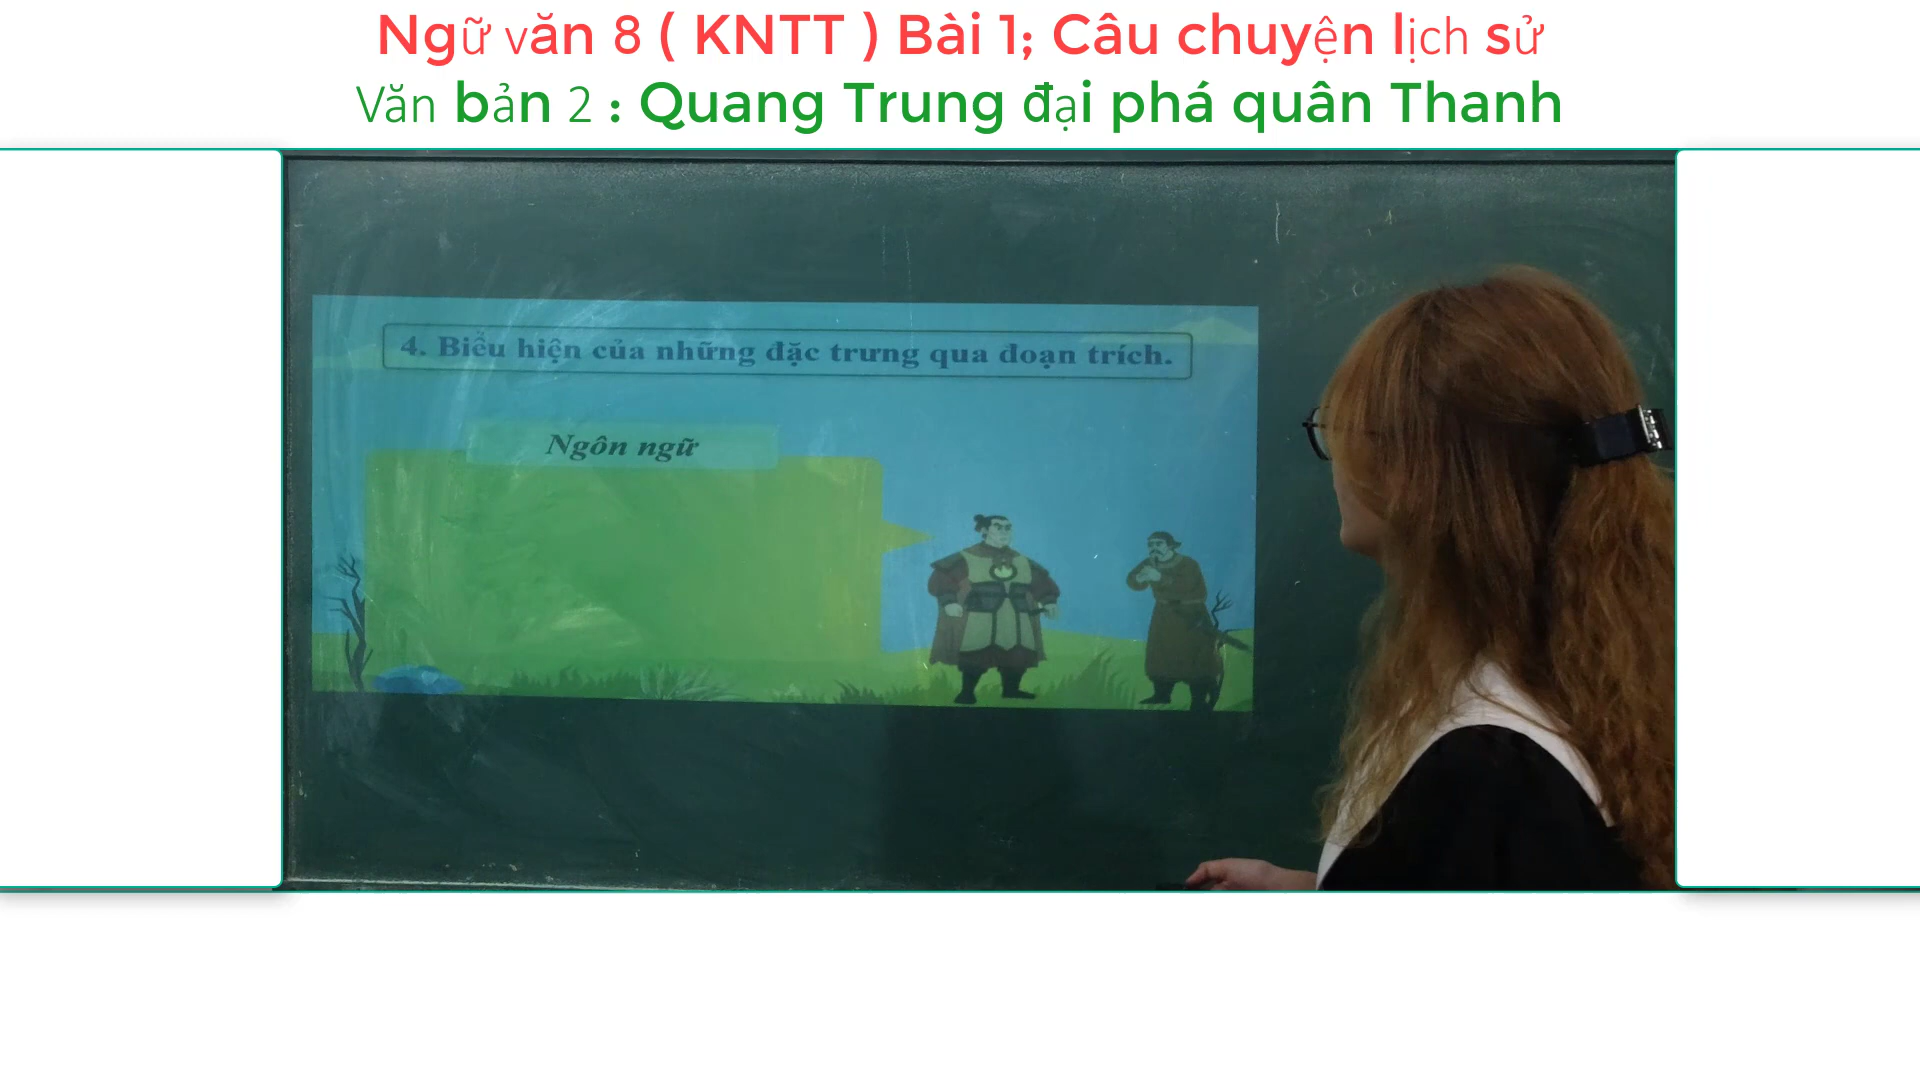 Ngữ văn 8 ( KNTT ) Bài 1; Câu chuyện lịch sử
Văn bản 2 : Quang Trung đại phá quân Thanh
4. Biểu hiện của những đặc trưng qua đoạn trích.
Ngôn ngữ